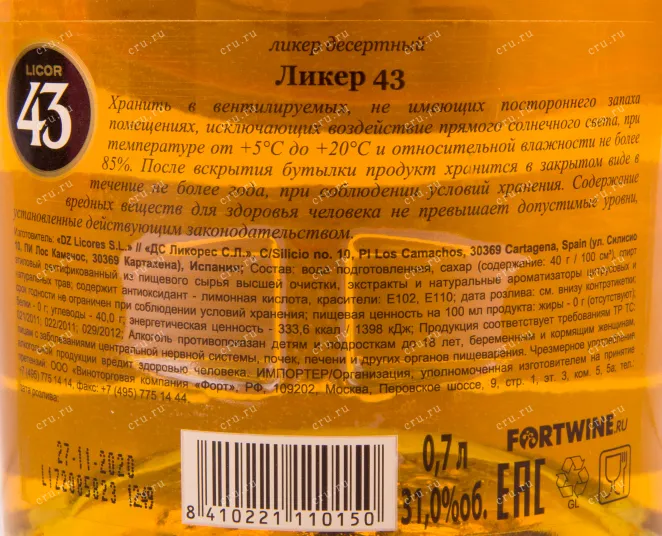 LICOR
43
ликер десертный
Ликер 43
Хранить в вентилируемых, не имеющих постороннего запаха
помещениях, исключающих воздействие прямого солнечного света, при
температуре от +5°С до +20°С и относительной влажности не более
85%. После вскрытия бутылки продукт хранится в закрытом виде в
течение не более года, при соблюдении условий хранения. Содержание
вредных веществ для здоровья человека не превышает допустимые уровни,
установленные действующим законодательством.
Изготовитель: «DZ Licores S.L.» // «ДС Ликорес С.Л.», C/Silicio no. 10, Pl Los Camachos, 30369 Cartagena, Spain (ул. Силисио
10, ПИ Лос Камачос, 30369 Картахена), Испания; Состав: вода подготовленная, сахар (содержание: 40 г / 100 см³), спирт
этиловый ректификованный из пищевого сырья высшей очистки, экстракты и натуральные ароматизаторы цитрусовых и
натуральных трав; содержит антиоксидант - лимонная кислота, красители: Е102, Е110; дата розлива: см. внизу контрэтикетки;
срок годности не ограничен при соблюдении условий хранения; пищевая ценность на 100 мл продукта: жиры - 0 г (отсутствуют),
белки - 0 г, углеводы - 40,0 г; энергетическая ценность - 333,6 ккал / 1398 кДж; Продукция соответствует требованиям ТР ТС:
021/2011; 022/2011; 029/2012; Алкоголь противопоказан детям и подросткам до 18 лет, беременным и кормящим женщинам,
лицам с заболеваниями центральной нервной системы, почек, печени и других органов пищеварения. Чрезмерное употребление
алкогольной продукции вредит здоровью человека. ИМПОРТЕР/Организация, уполномоченная изготовителем на принятие
претензий ООО «Виноторговая компания «Форт». РФ, 109202, Москва, Перовское шоссе, 9, стр. 1, эт. 3, ком. 5, 5а, тел.
+7 (495) 775 14 14, факс: +7 (495) 775 14 44.
Дата розлива:
27-11-2020
8 410221 110150
0,7 л
31,0%об.
ЕАС
FORTWINE.RU
GL
cru.ru